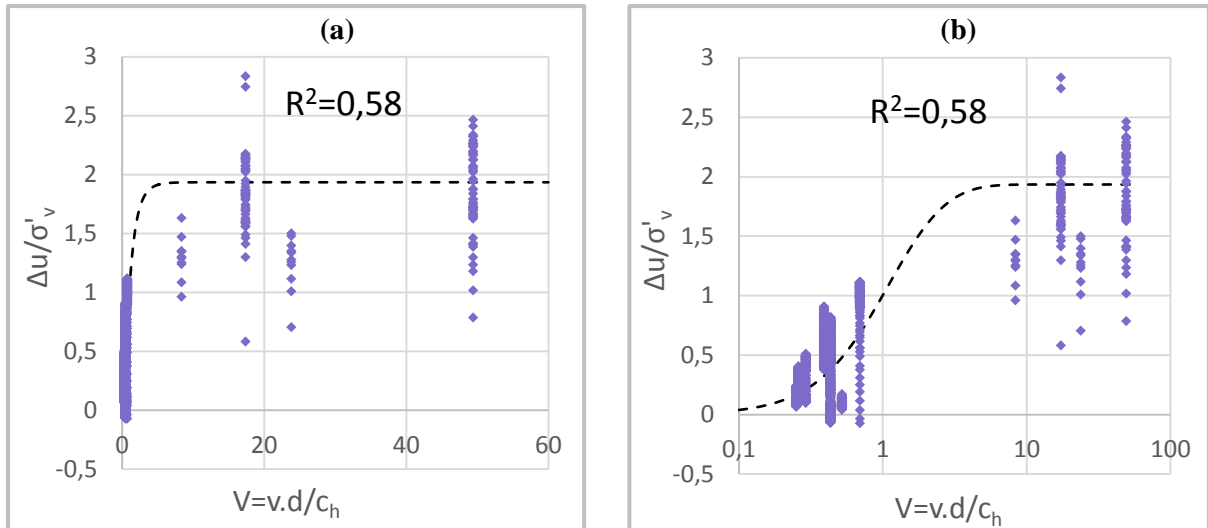 (a)
3
2,5
2
1,5
1
0,5
0
-0,5
Δu/σ'v
R²=0,58
0 20 40 60
V=v.d/ch
(b)
3
2,5
2
1,5
1
0,5
0
-0,5
Δu/σ'v
R²=0,58
0,1 1 10 100
V=v.d/ch